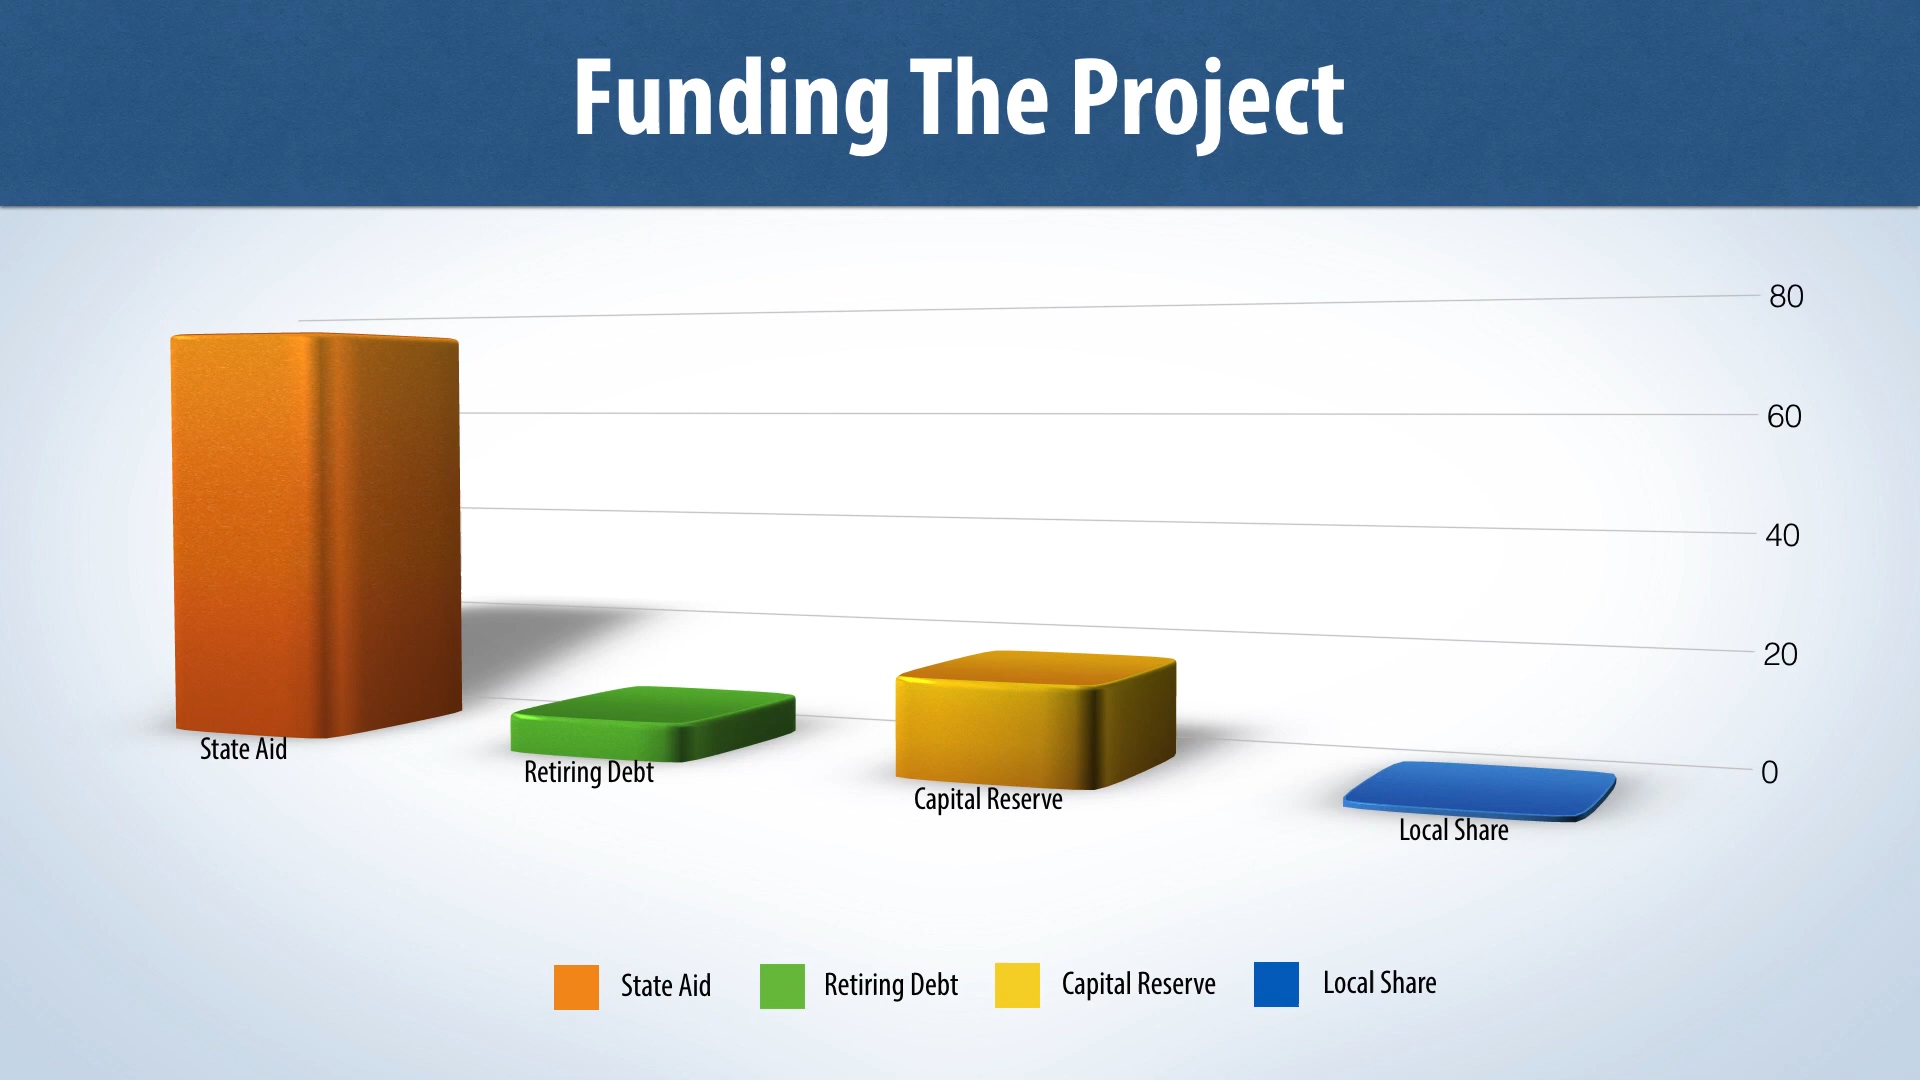 Funding The Project
80
60
40
20
0
State Aid
Retiring Debt
Capital Reserve
Local Share
State Aid
Retiring Debt
Capital Reserve
Local Share